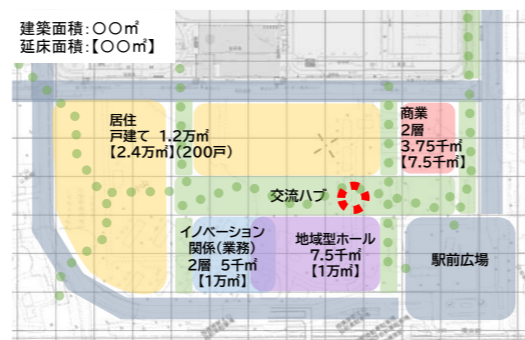 建築面積:〇〇㎡
延床面積:【〇〇㎡】
居住
戸建て 1.2万㎡
【2.4万㎡】(200戸)
商業
2層
3.75千㎡
【7.5千㎡】
交流ハブ
イノベーション
関係(業務)
2層 5千㎡
【1万㎡】
地域型ホール
7.5千㎡
【1万㎡】
駅前広場